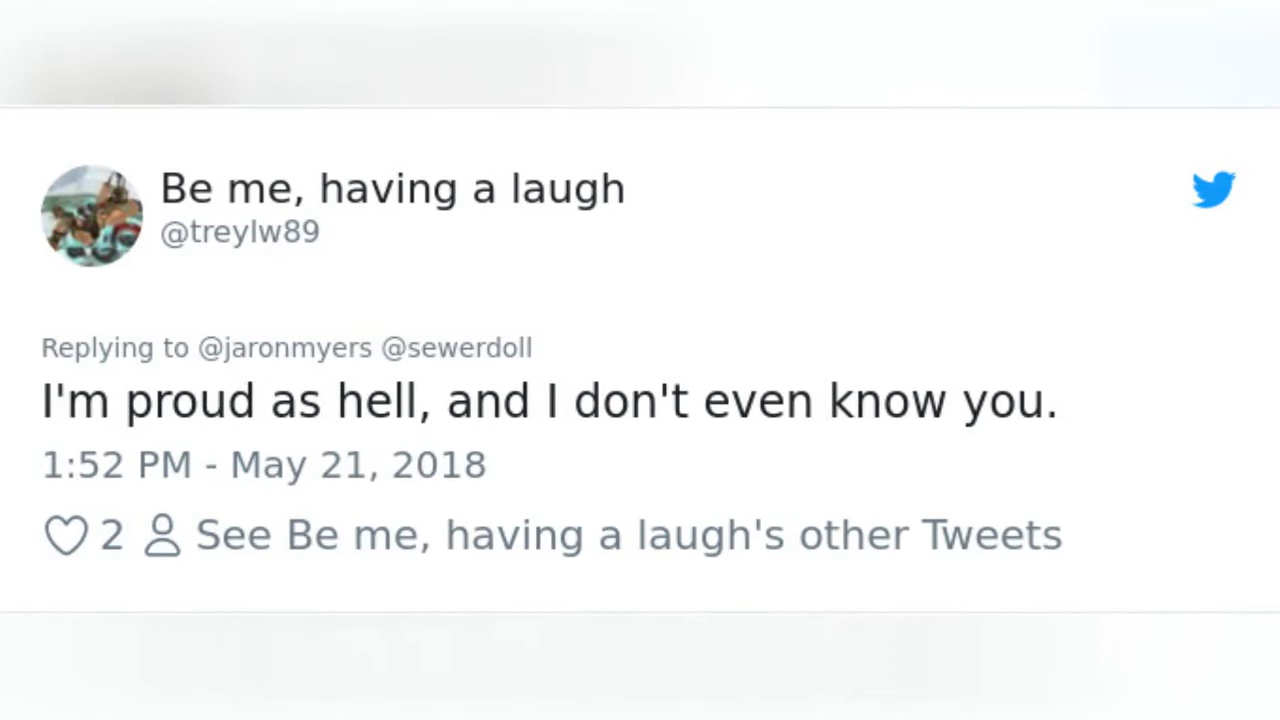 Be me, having a laugh
@treylw89
Replying to @jaronmyers @sewerdoll
I'm proud as hell, and I don't even know you.
1:52 PM - May 21, 2018
2 See Be me, having a laugh's other Tweets